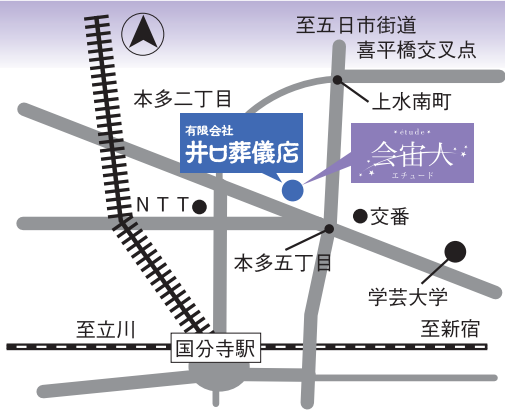 至五日市街道
喜平橋交叉点
本多二丁目
上水南町
有限会社
井口葬儀店
étude
会宙大
エチュード
NTT
交番
本多五丁目
学芸大学
至立川
至新宿
国分寺駅